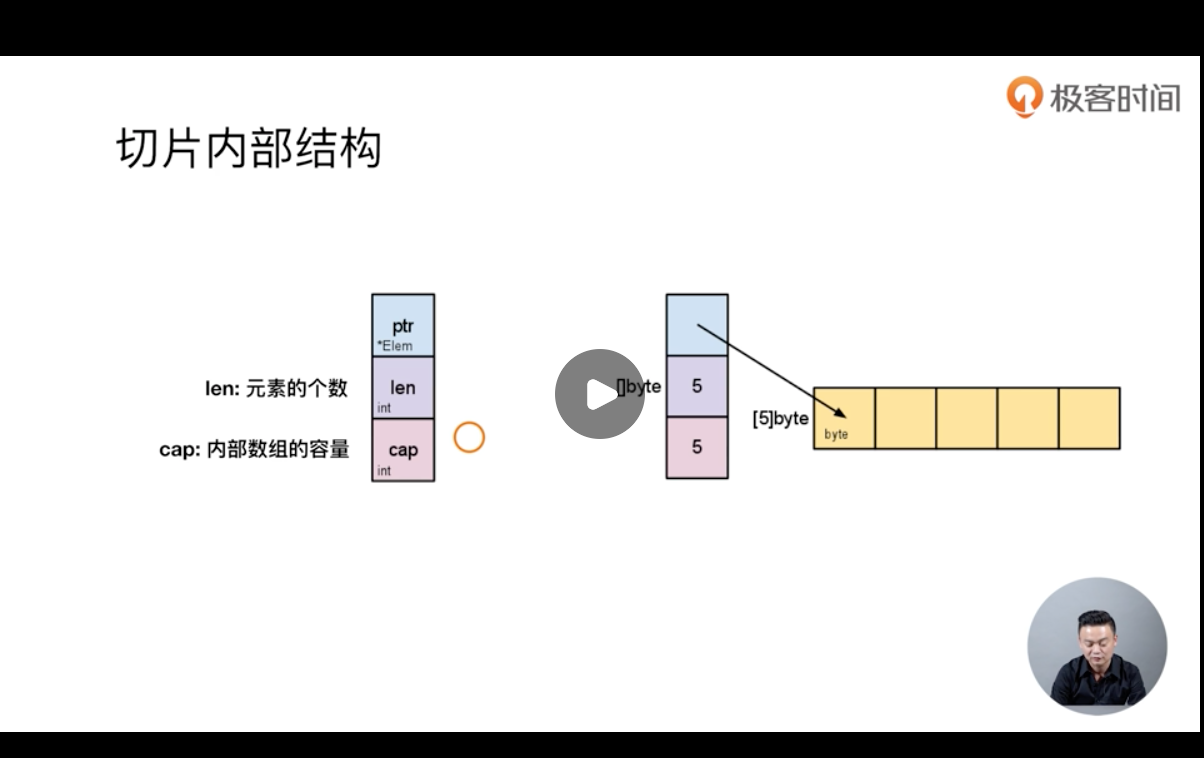 极客时间
切片内部结构
ptr
*Elem
len: 元素的个数
len
int
cap: 内部数组的容量
cap
int
[]byte
5
5
[5]byte
byte